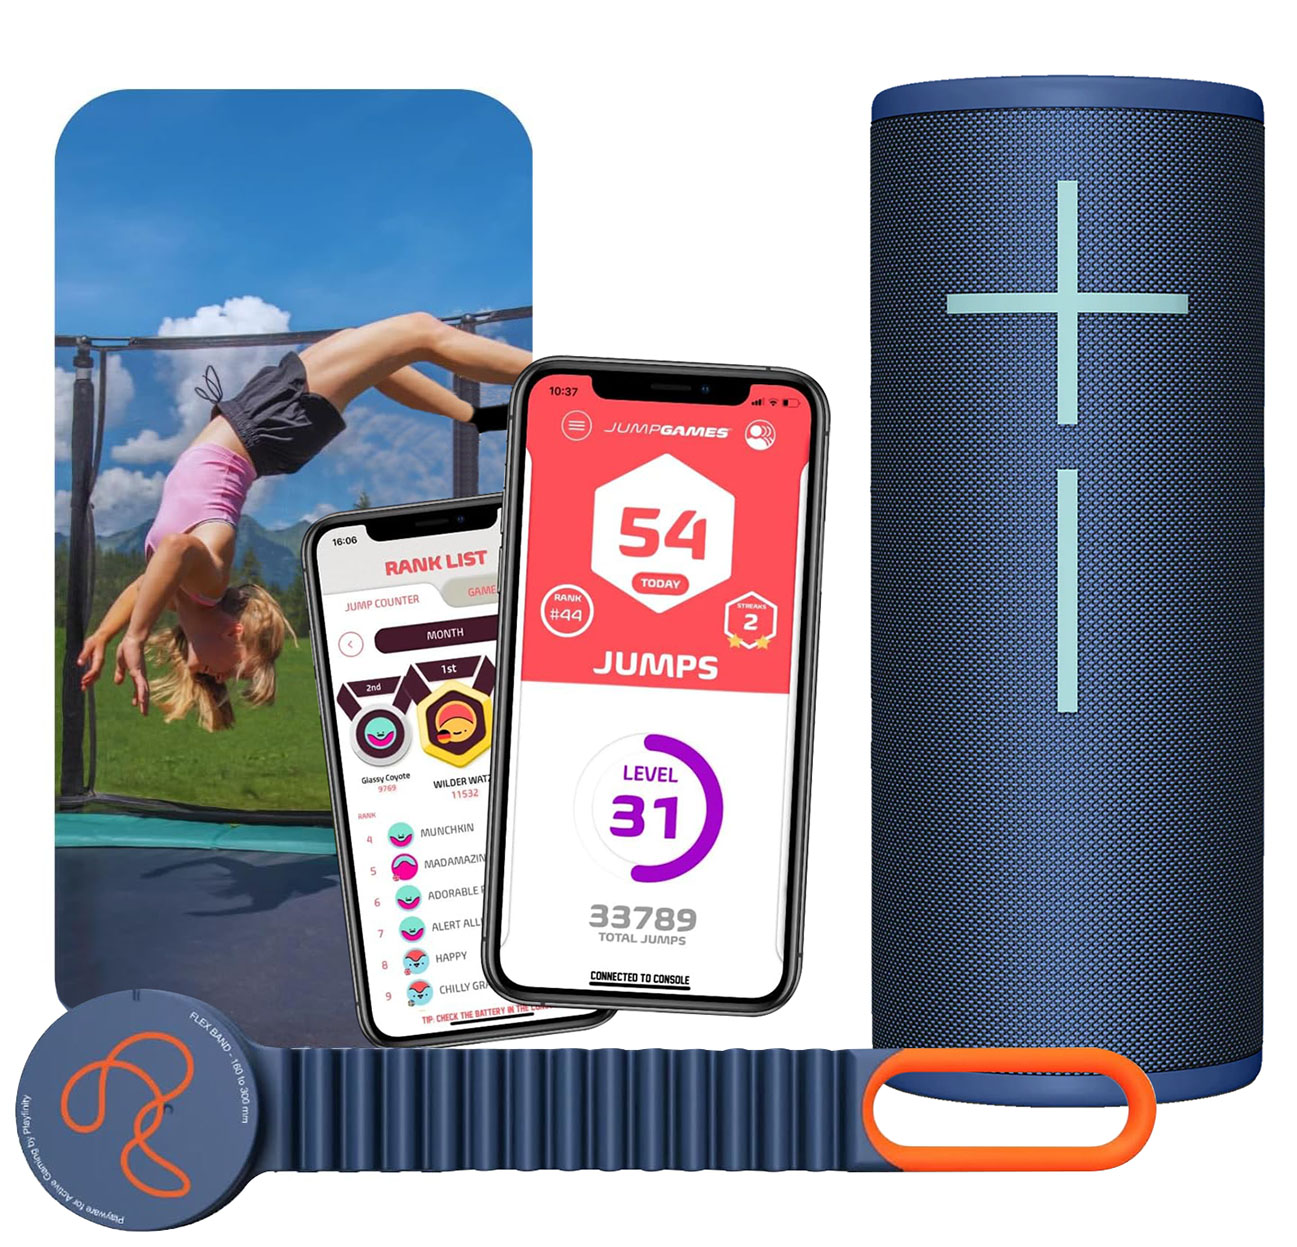 10:37
JUMPGAMES
54
TODAY
RANK
#44
STREAKS
2
JUMPS
LEVEL
31
33789
TOTAL JUMPS
CONNECTED TO CONSOLE
16:06
RANK LIST
JUMP COUNTER
GAME
MONTH
2nd
1st
Glassy Coyote
9769
WILDER WATZ
11532
RANK
4 MUNCHKIN
5 MADAMAZIN
6 ADORABLE
7 ALERT ALL
8 HAPPY
9 CHILLY GRA
TIP: CHECK THE BATTERY IN THE
FLEX BAND - 160 to 300 mm
Playware for Active Gaming by Playfinity